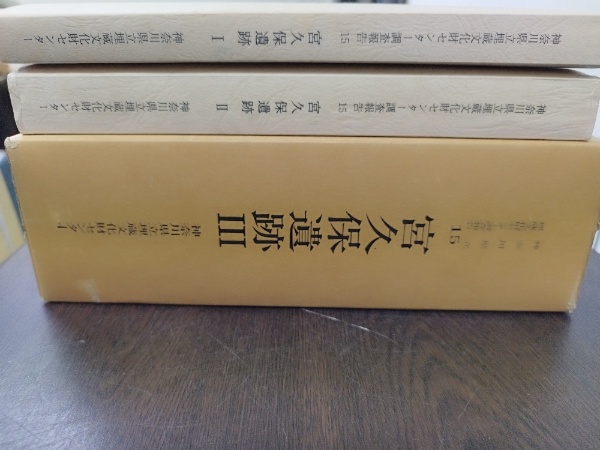 神奈川県立埋蔵文化財センター調査報告15
宮久保遺跡 I
神奈川県立埋蔵文化財センター
神奈川県立埋蔵文化財センター調査報告15
宮久保遺跡 II
神奈川県立埋蔵文化財センター
15
宮久保遺跡III
神奈川県立埋蔵文化財センター